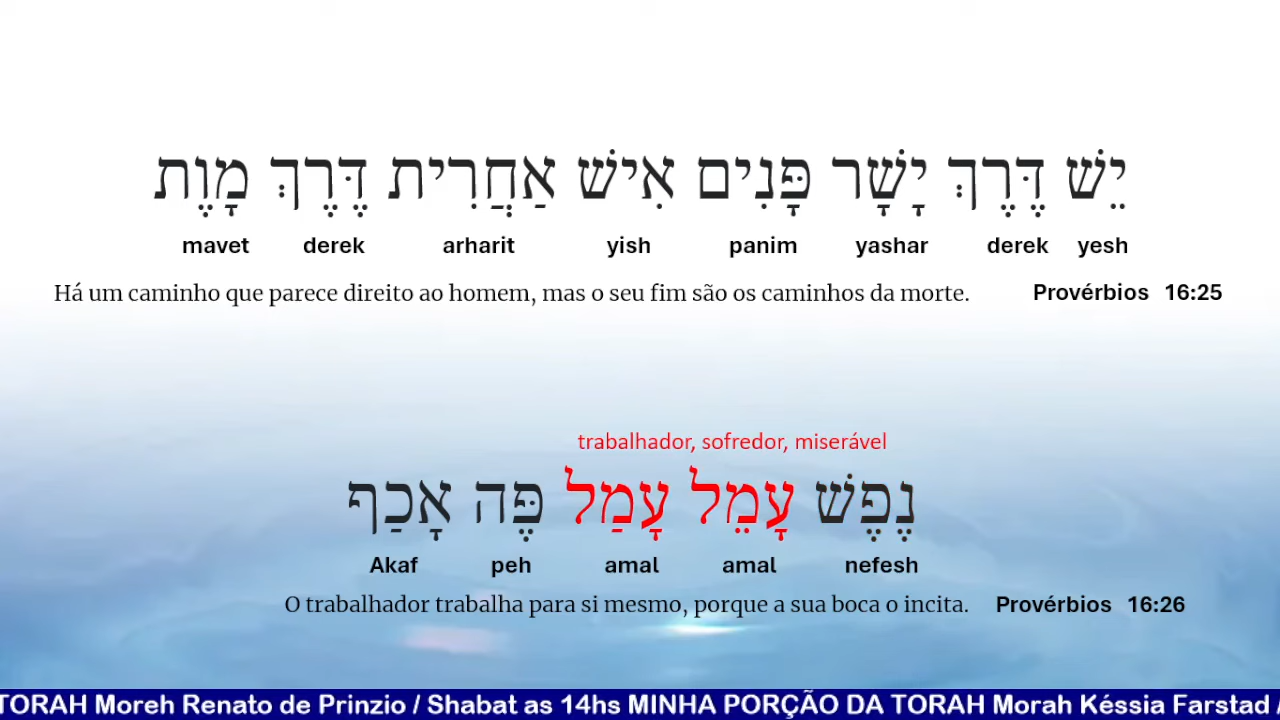 יֵשׁ דֶּרֶךְ יָשָׁר פָּנִים אִישׁ אַחֲרִית דֶּרֶךְ מָוֶת
mavet derek arharit yish panim yashar derek yesh
Há um caminho que parece direito ao homem, mas o seu fim são os caminhos da morte. Provérbios 16:25
trabalhador, sofredor, miserável
נֶפֶשׁ עָמֵל עָמַל פֶּה אָכַף
Akaf peh amal amal nefesh
O trabalhador trabalha para si mesmo, porque a sua boca o incita. Provérbios 16:26
TORAH Moreh Renato de Prinzio / Shabat as 14hs MINHA PORÇÃO DA TORAH Morah Késsia Farstad /